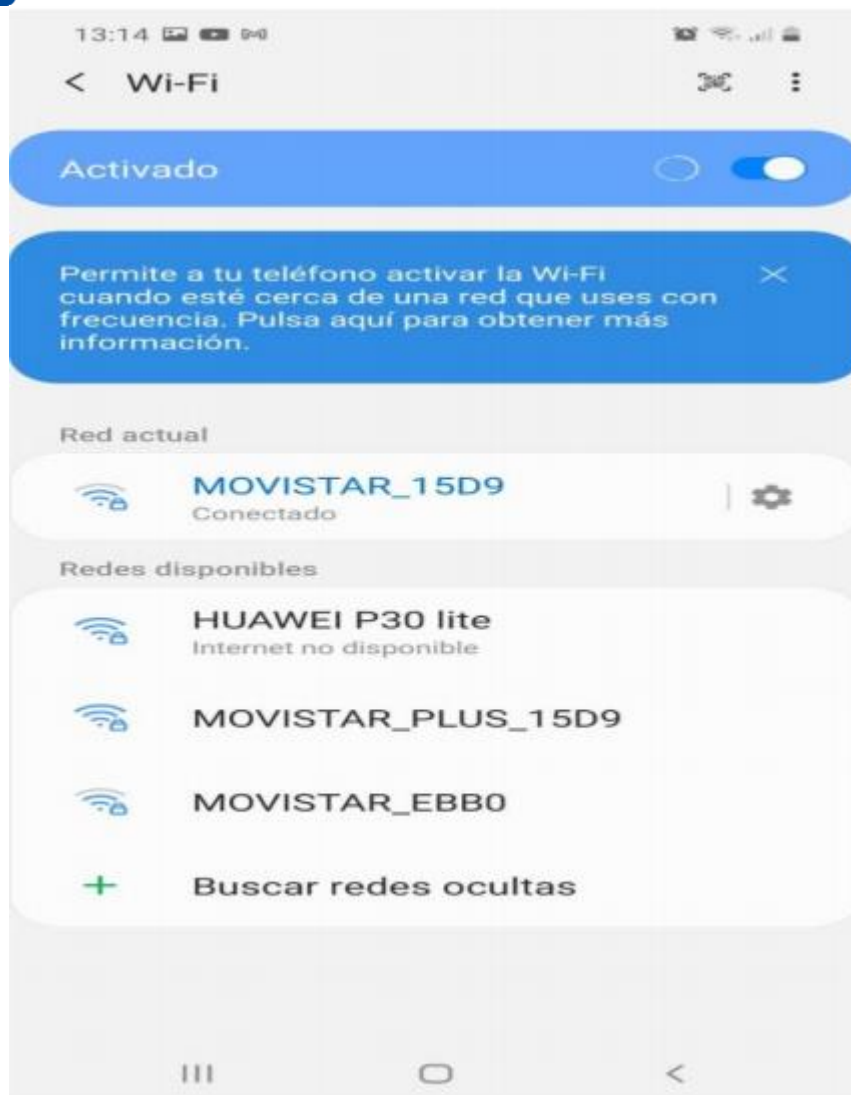 13:14
Wi-Fi
Activado
Permite a tu teléfono activar la Wi-Fi
cuando esté cerca de una red que uses con
frecuencia. Pulsa aquí para obtener más
información.
Red actual
MOVISTAR_15D9
Conectado
Redes disponibles
HUAWEI P30 lite
Internet no disponible
MOVISTAR_PLUS_15D9
MOVISTAR_EBB0
Buscar redes ocultas